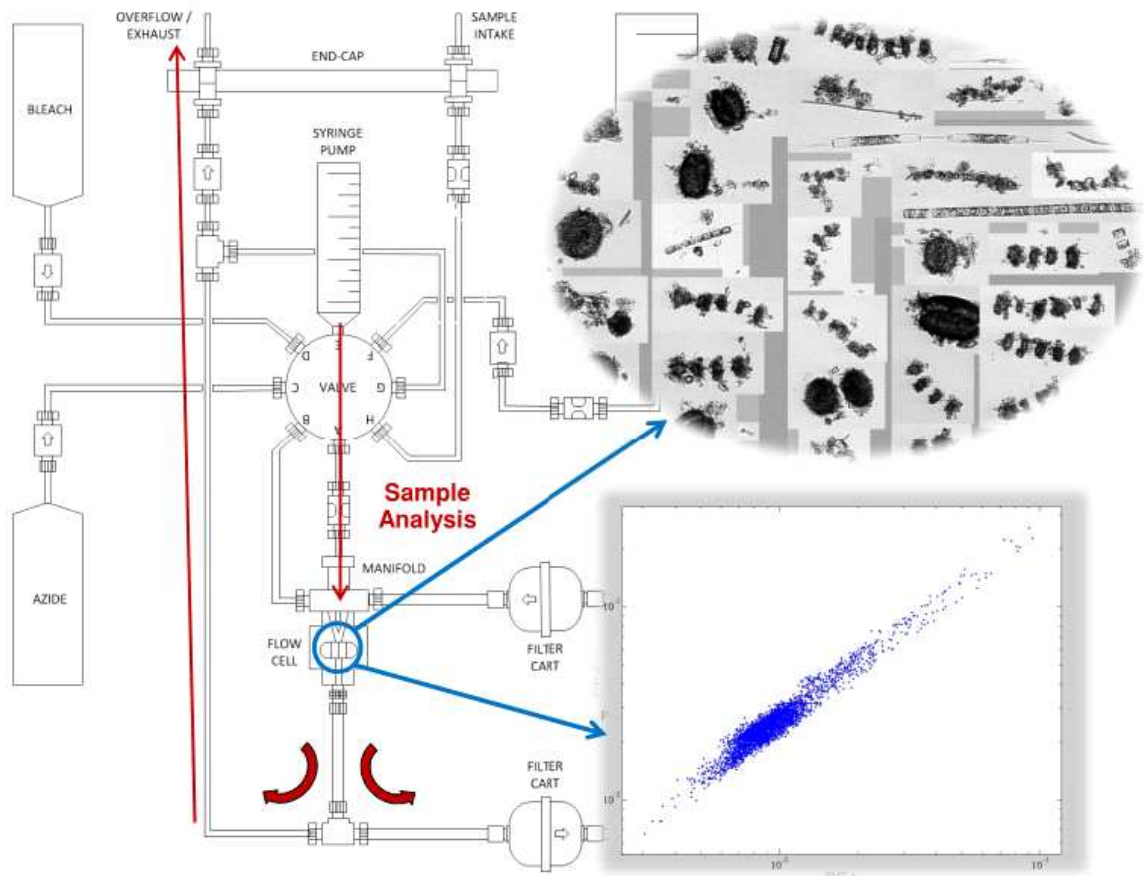 OVERFLOW /
EXHAUST
SAMPLE
INTAKE
END-CAP
BLEACH
SYRINGE
PUMP
E
D
F
C
VALVE
G
B
H
A
Sample
Analysis
MANIFOLD
AZIDE
FLOW
CELL
FILTER
CART
FILTER
CART